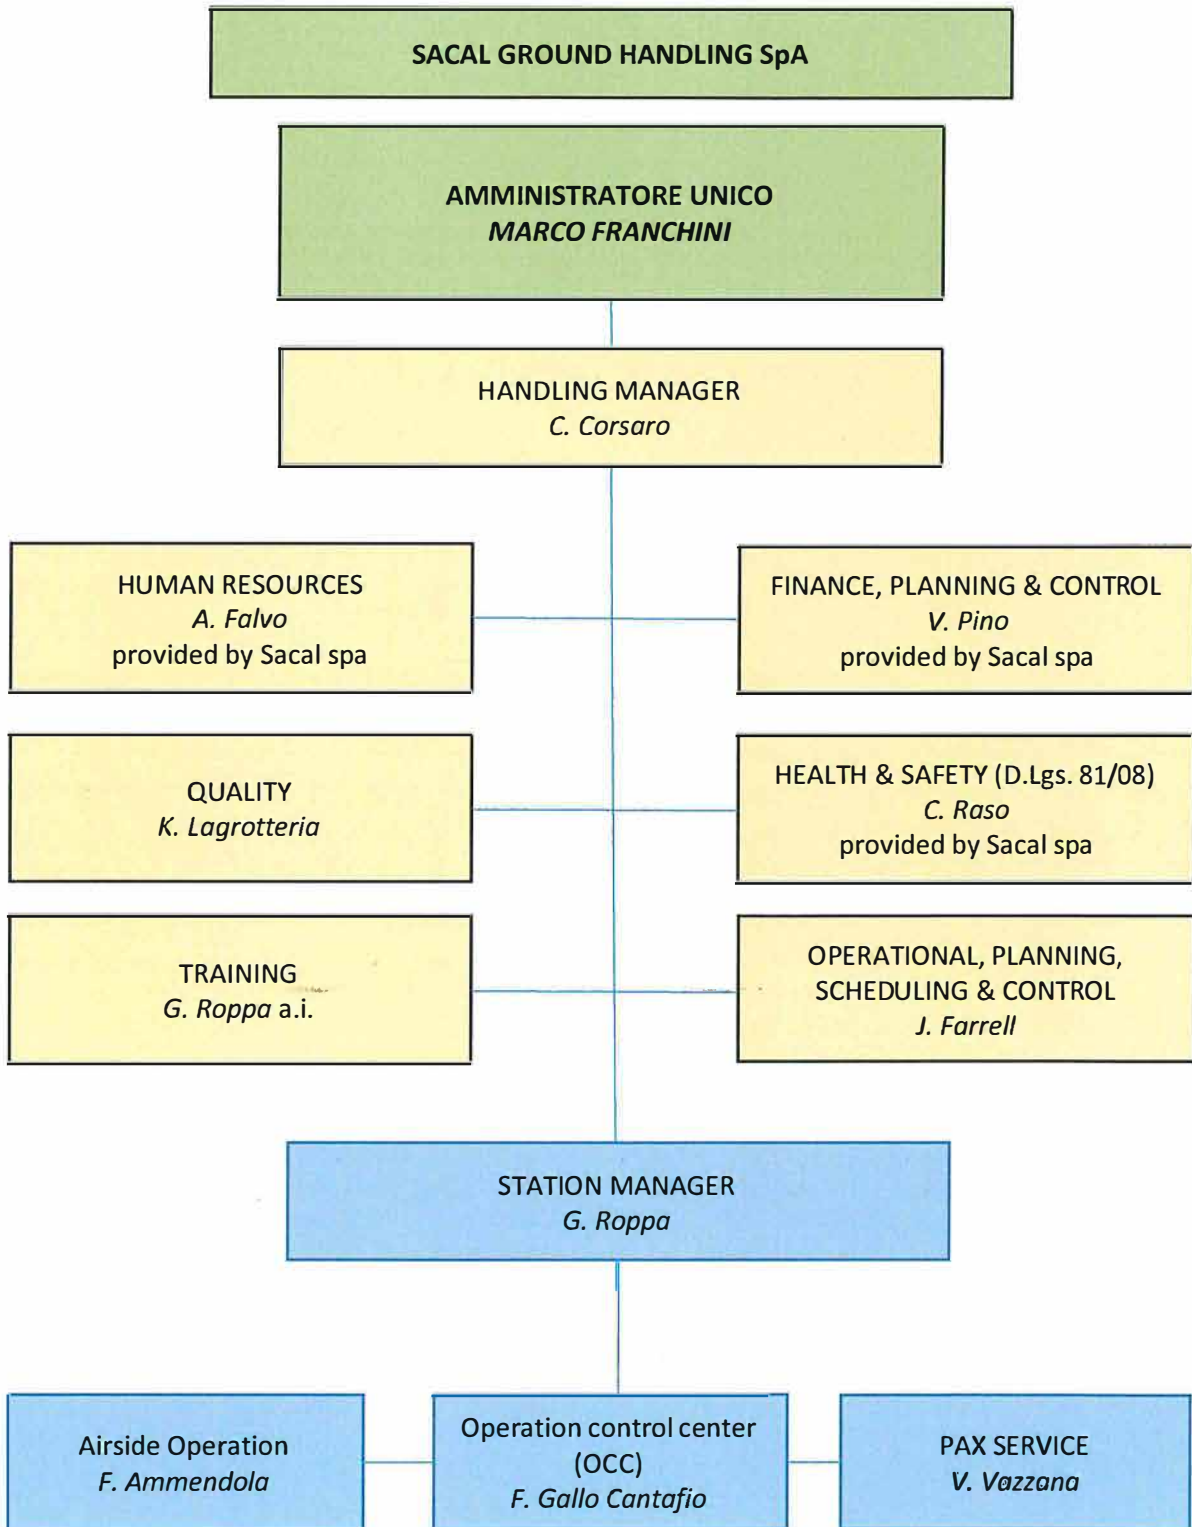 SACAL GROUND HANDLING SpA
AMMINISTRATORE UNICO
MARCO FRANCHINI
HANDLING MANAGER
C. Corsaro
HUMAN RESOURCES
A. Falvo
provided by Sacal spa
FINANCE, PLANNING & CONTROL
V. Pino
provided by Sacal spa
QUALITY
K. Lagrotteria
HEALTH & SAFETY (D.Lgs. 81/08)
C. Raso
provided by Sacal spa
TRAINING
G. Roppa a.i.
OPERATIONAL, PLANNING,
SCHEDULING & CONTROL
J. Farrell
STATION MANAGER
G. Roppa
Airside Operation
F. Ammendola
Operation control center
(OCC)
F. Gallo Cantafio
PAX SERVICE
V. Vazzana